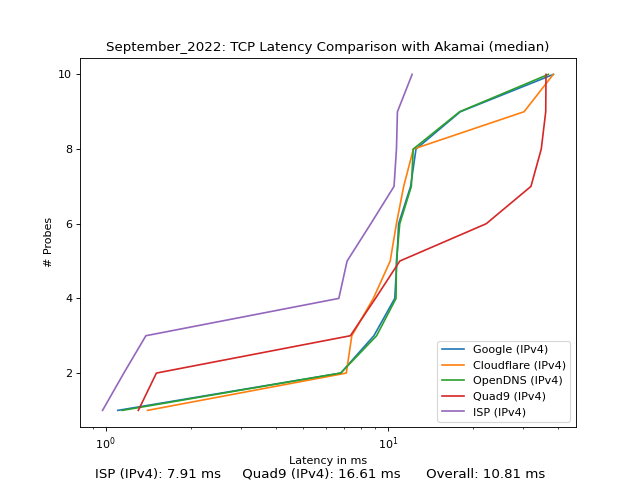 September_2022: TCP Latency Comparison with Akamai (median)
10
8
6
4
2
# Probes
Google (IPv4)
Cloudflare (IPv4)
OpenDNS (IPv4)
Quad9 (IPv4)
ISP (IPv4)
10⁰ 10¹
Latency in ms
ISP (IPv4): 7.91 ms Quad9 (IPv4): 16.61 ms Overall: 10.81 ms